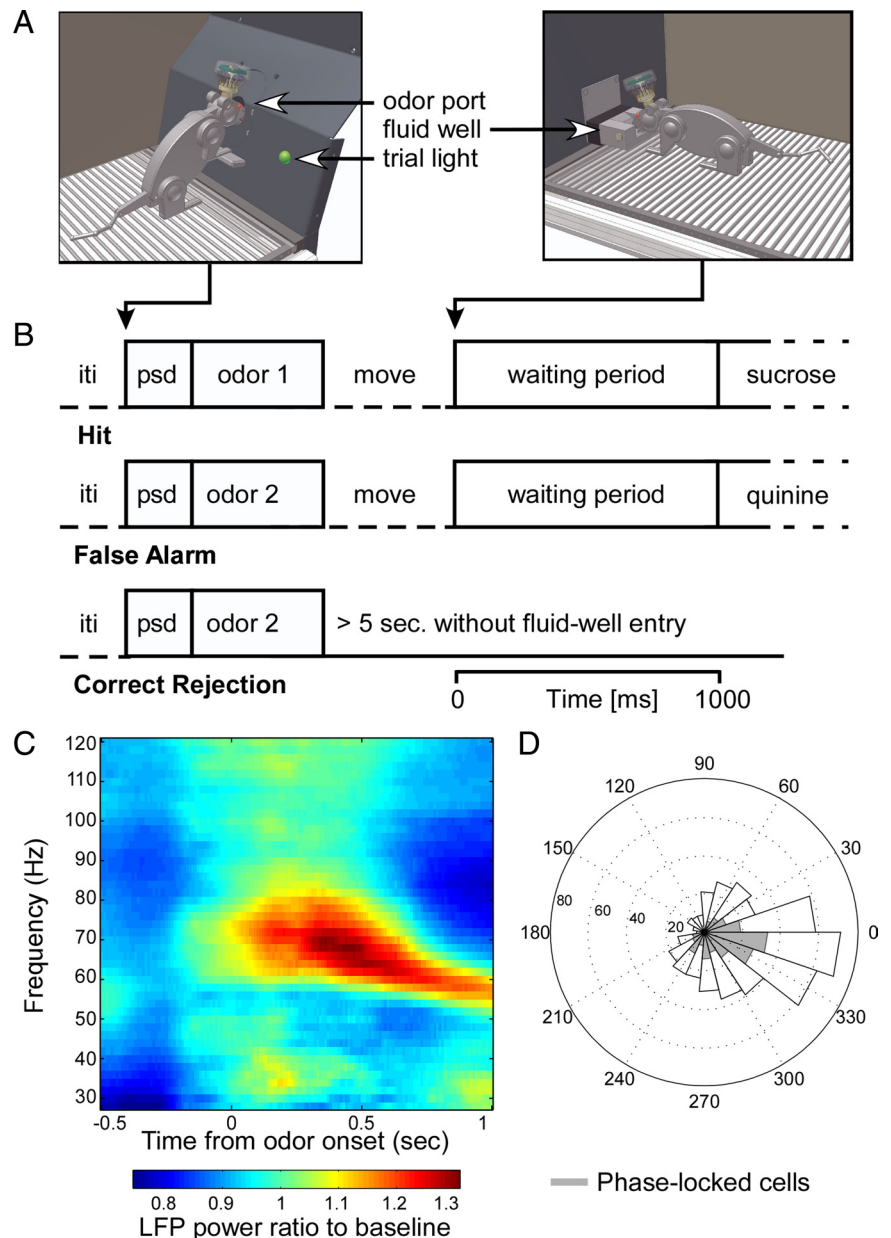 A
odor port
fluid well
trial light
B
iti psd odor 1 move waiting period sucrose
Hit
iti psd odor 2 move waiting period quinine
False Alarm
iti psd odor 2 > 5 sec. without fluid-well entry
Correct Rejection
0 Time [ms] 1000
C
Frequency (Hz)
120
110
100
90
80
70
60
50
40
30
-0.5 0 0.5 1
Time from odor onset (sec)
0.8 0.9 1 1.1 1.2 1.3
LFP power ratio to baseline
D
90
120 60
150 30
80 60 40 20
180 0
210 330
240 300
270
Phase-locked cells